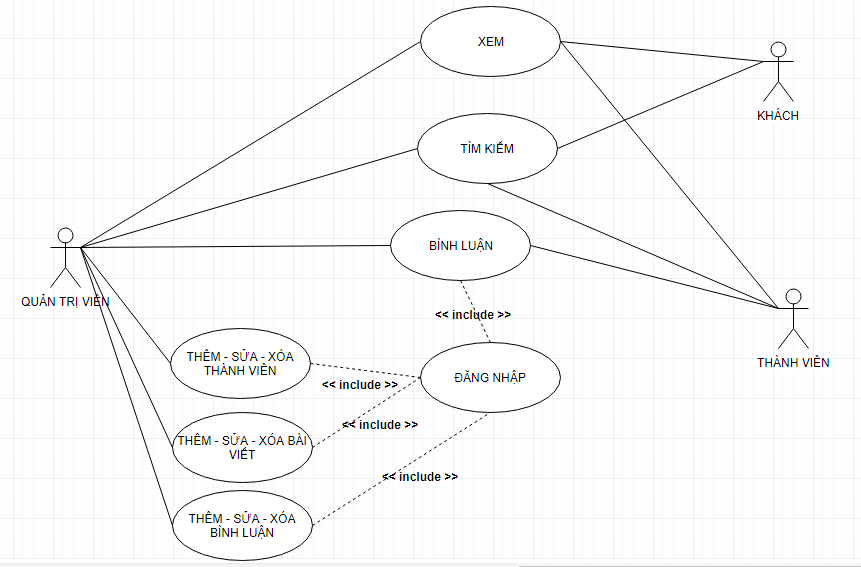 XEM
KHÁCH
TÌM KIẾM
BÌNH LUẬN
QUẢN TRỊ VIÊN
<< include >>
THÊM - SỬA - XÓA
THÀNH VIÊN
ĐĂNG NHẬP
THÀNH VIÊN
<< include >>
<< include >>
THÊM - SỬA - XÓA BÀI
VIẾT
<< include >>
THÊM - SỬA - XÓA
BÌNH LUẬN